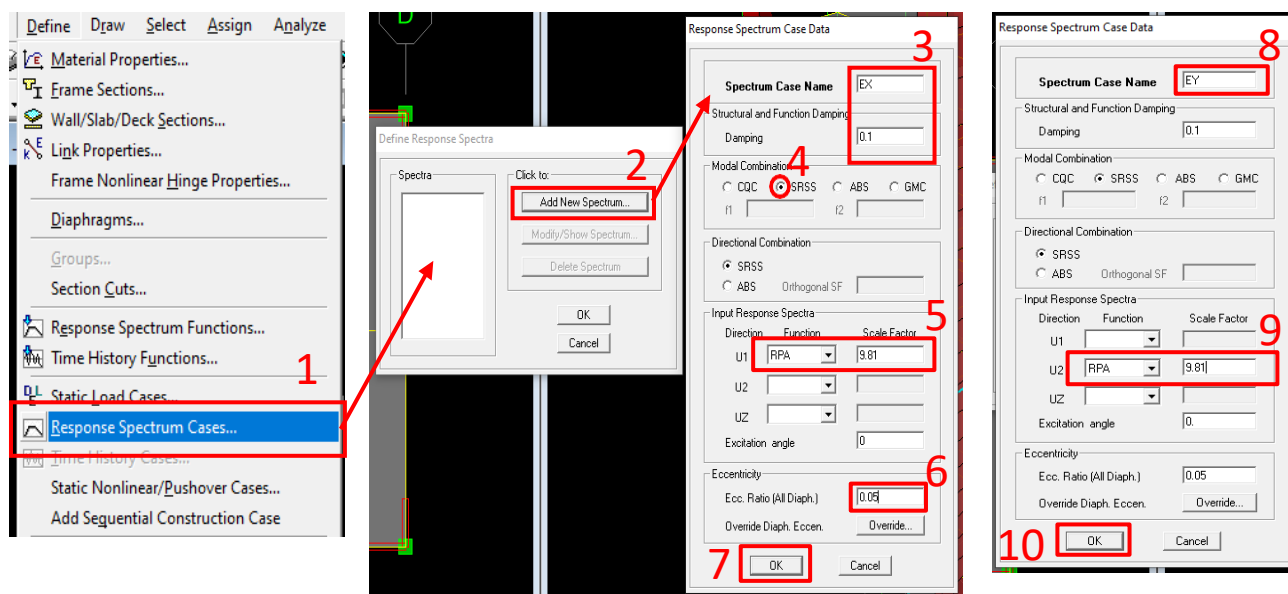 Define Draw Select Assign Analyze
Material Properties...
Frame Sections...
Wall/Slab/Deck Sections...
Link Properties...
Frame Nonlinear Hinge Properties...
Diaphragms...
Groups...
Section Cuts...
Response Spectrum Functions...
Time History Functions...
1
Static Load Cases...
Response Spectrum Cases...
Time History Cases...
Static Nonlinear/Pushover Cases...
Add Sequential Construction Case
D
Define Response Spectra
2
Spectra
Click to:
Add New Spectrum...
Modify/Show Spectrum...
Delete Spectrum
OK
Cancel
Response Spectrum Case Data
3
Spectrum Case Name EX
Structural and Function Damping
Damping 0.1
4
Modal Combination
CQC SRSS ABS GMC
f1 f2
Directional Combination
SRSS
ABS Orthogonal SF
Input Response Spectra
5
Direction Function Scale Factor
U1 RPA 9.81
U2
UZ
Excitation angle 0
Eccentricity
6
Ecc. Ratio (All Diaph.) 0.05
Override Diaph. Eccen. Override...
7
OK Cancel
Response Spectrum Case Data
8
Spectrum Case Name EY
Structural and Function Damping
Damping 0.1
Modal Combination
CQC SRSS ABS GMC
f1 f2
Directional Combination
SRSS
ABS Orthogonal SF
Input Response Spectra
Direction Function Scale Factor
9
U1
U2 RPA 9.81
UZ
Excitation angle 0.
Eccentricity
Ecc. Ratio (All Diaph.) 0.05
Override Diaph. Eccen. Override...
10
OK Cancel